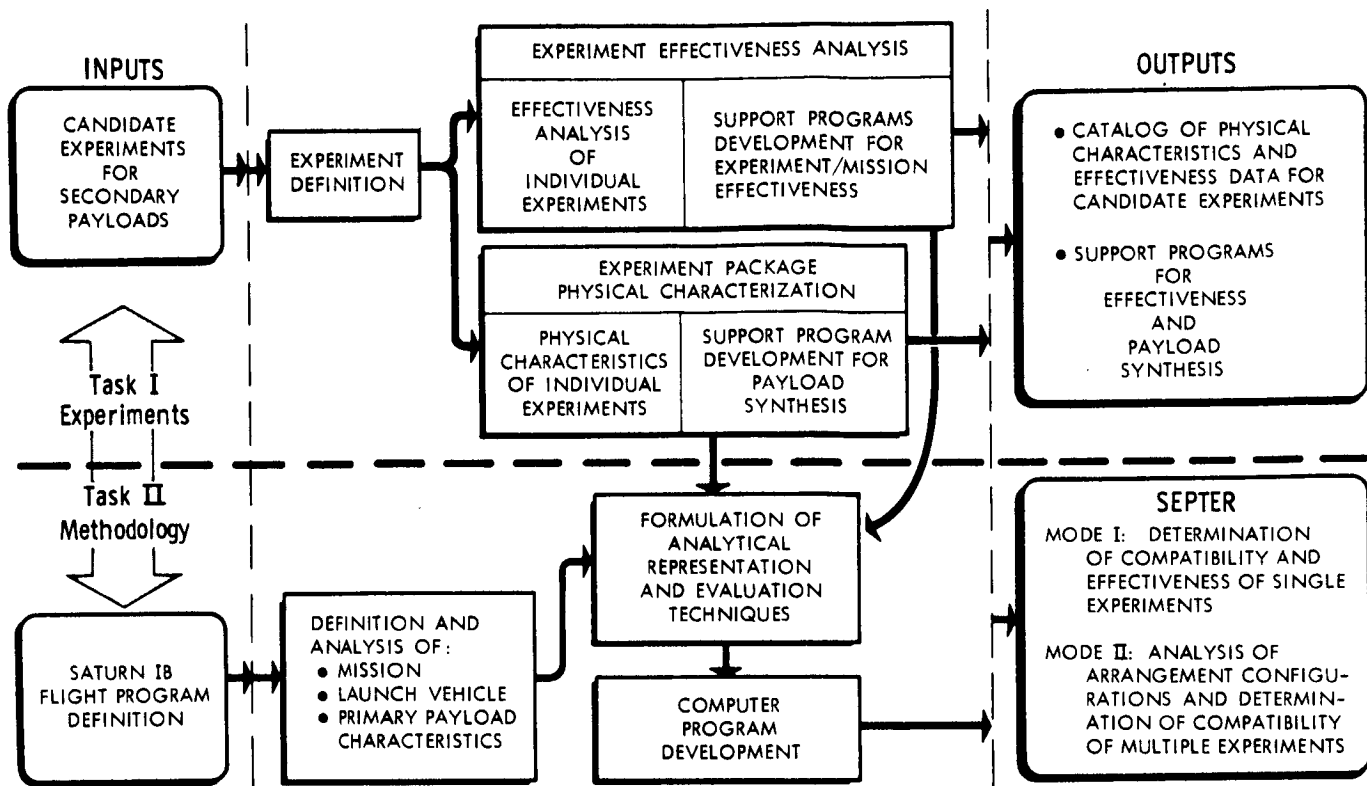 INPUTS
CANDIDATE
EXPERIMENTS
FOR
SECONDARY
PAYLOADS
EXPERIMENT
DEFINITION
EXPERIMENT EFFECTIVENESS ANALYSIS
EFFECTIVENESS
ANALYSIS
OF
INDIVIDUAL
EXPERIMENTS
SUPPORT PROGRAMS
DEVELOPMENT FOR
EXPERIMENT/MISSION
EFFECTIVENESS
EXPERIMENT PACKAGE
PHYSICAL CHARACTERIZATION
PHYSICAL
CHARACTERISTICS
OF INDIVIDUAL
EXPERIMENTS
SUPPORT PROGRAM
DEVELOPMENT FOR
PAYLOAD
SYNTHESIS
OUTPUTS
• CATALOG OF PHYSICAL
CHARACTERISTICS AND
EFFECTIVENESS DATA FOR
CANDIDATE EXPERIMENTS
• SUPPORT PROGRAMS
FOR
EFFECTIVENESS
AND
PAYLOAD
SYNTHESIS
Task I
Experiments
Task II
Methodology
SATURN IB
FLIGHT PROGRAM
DEFINITION
DEFINITION AND
ANALYSIS OF:
• MISSION
• LAUNCH VEHICLE
• PRIMARY PAYLOAD
CHARACTERISTICS
FORMULATION OF
ANALYTICAL
REPRESENTATION
AND EVALUATION
TECHNIQUES
COMPUTER
PROGRAM
DEVELOPMENT
SEPTER
MODE I: DETERMINATION
OF COMPATIBILITY AND
EFFECTIVENESS OF SINGLE
EXPERIMENTS
MODE II: ANALYSIS OF
ARRANGEMENT CONFIGU-
RATIONS AND DETERMIN-
ATION OF COMPATIBILITY
OF MULTIPLE EXPERIMENTS